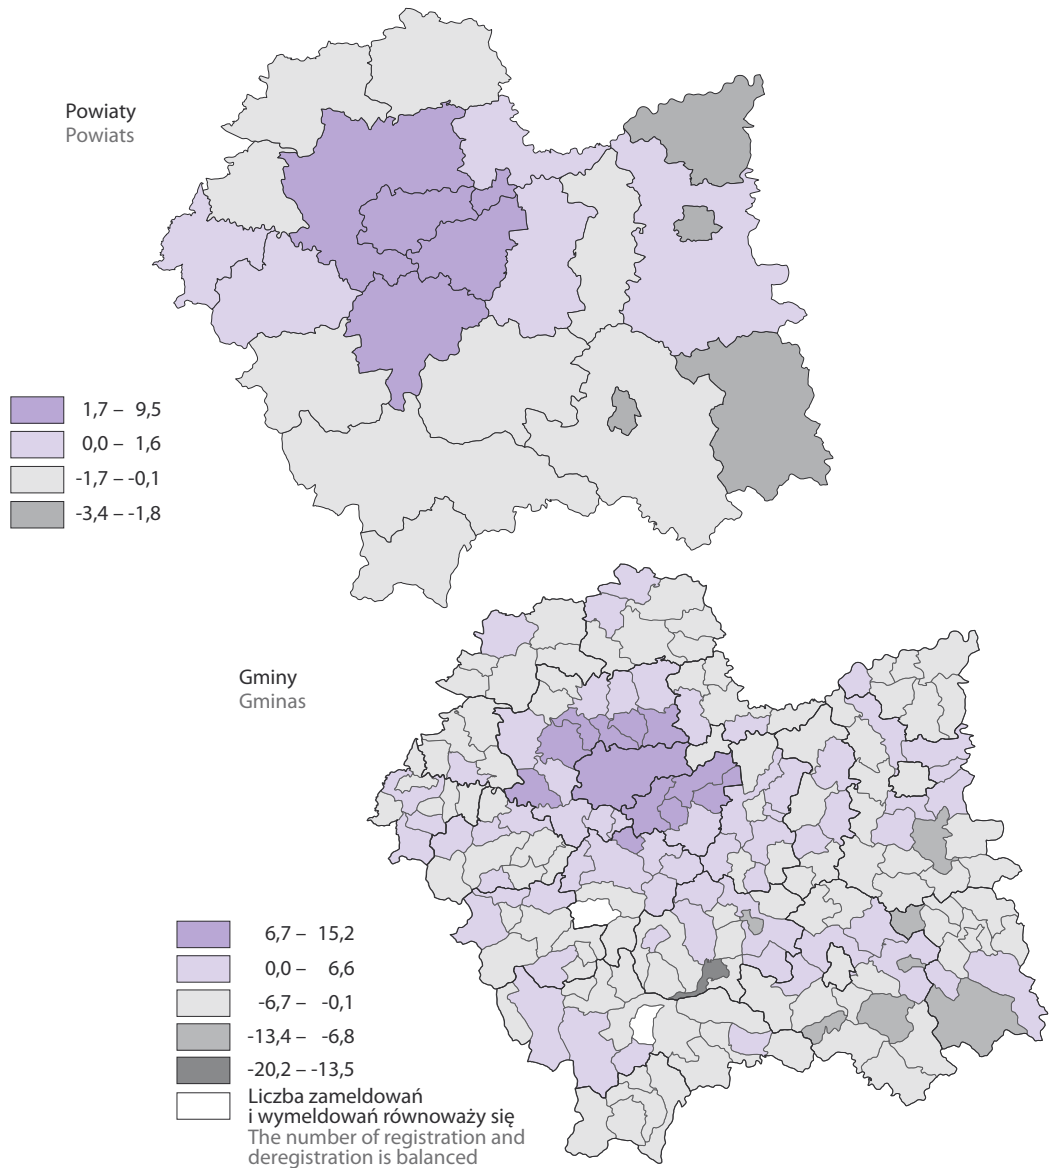 Powiaty
Powiats
1,7 – 9,5
0,0 – 1,6
-1,7 – -0,1
-3,4 – -1,8
Gminy
Gminas
6,7 – 15,2
0,0 – 6,6
-6,7 – -0,1
-13,4 – -6,8
-20,2 – -13,5
Liczba zameldowań
i wymeldowań równoważy się
The number of registration and
deregistration is balanced